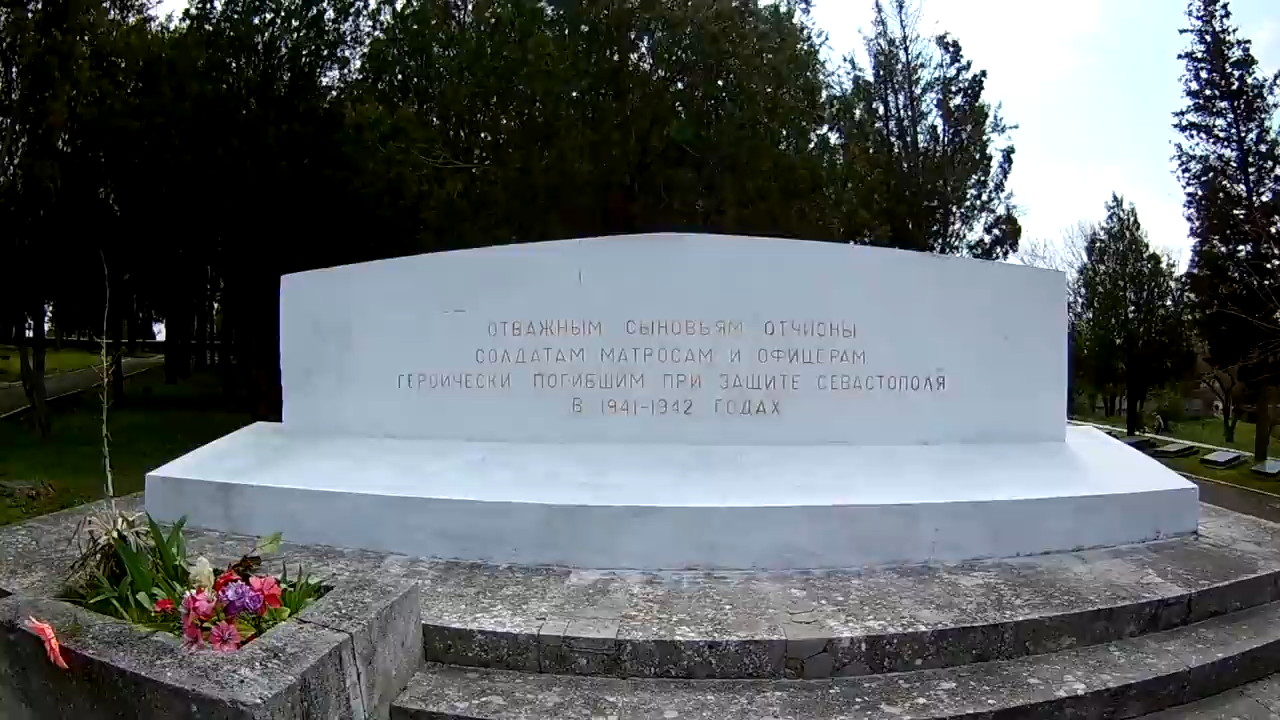 ОТВАЖНЫМ СЫНОВЬЯМ ОТЧИЗНЫ
СОЛДАТАМ МАТРОСАМ И ОФИЦЕРАМ
ГЕРОИЧЕСКИ ПОГИБШИМ ПРИ ЗАЩИТЕ СЕВАСТОПОЛЯ
В 1941-1942 ГОДАХ